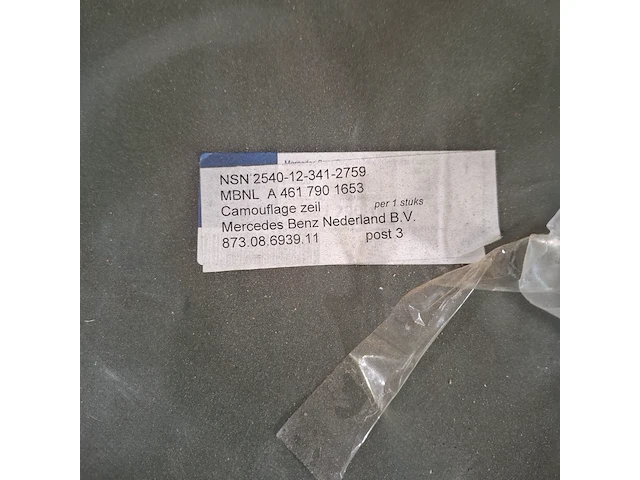 NSN 2540-12-341-2759
MBNL A 461 790 1653
Camouflage zeil per 1 stuks
Mercedes Benz Nederland B.V.
873.08.6939.11 post 3